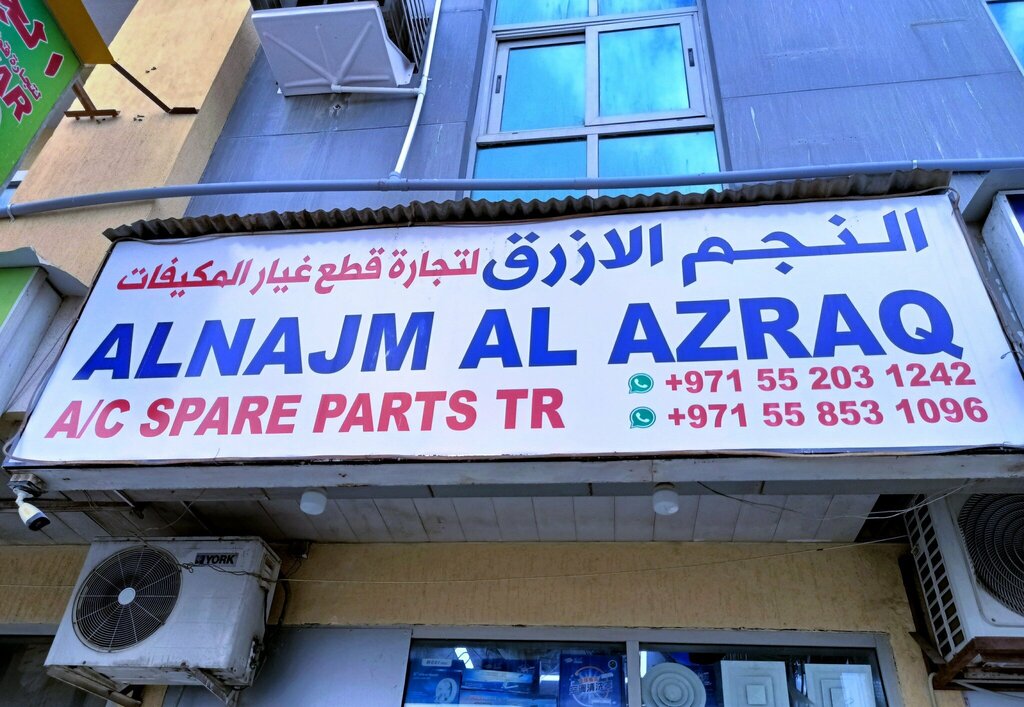 النجم الازرق لتجارة قطع غيار المكيفات
ALNAJM AL AZRAQ
A/C SPARE PARTS TR
+971 55 203 1242
+971 55 853 1096
AR
YORK